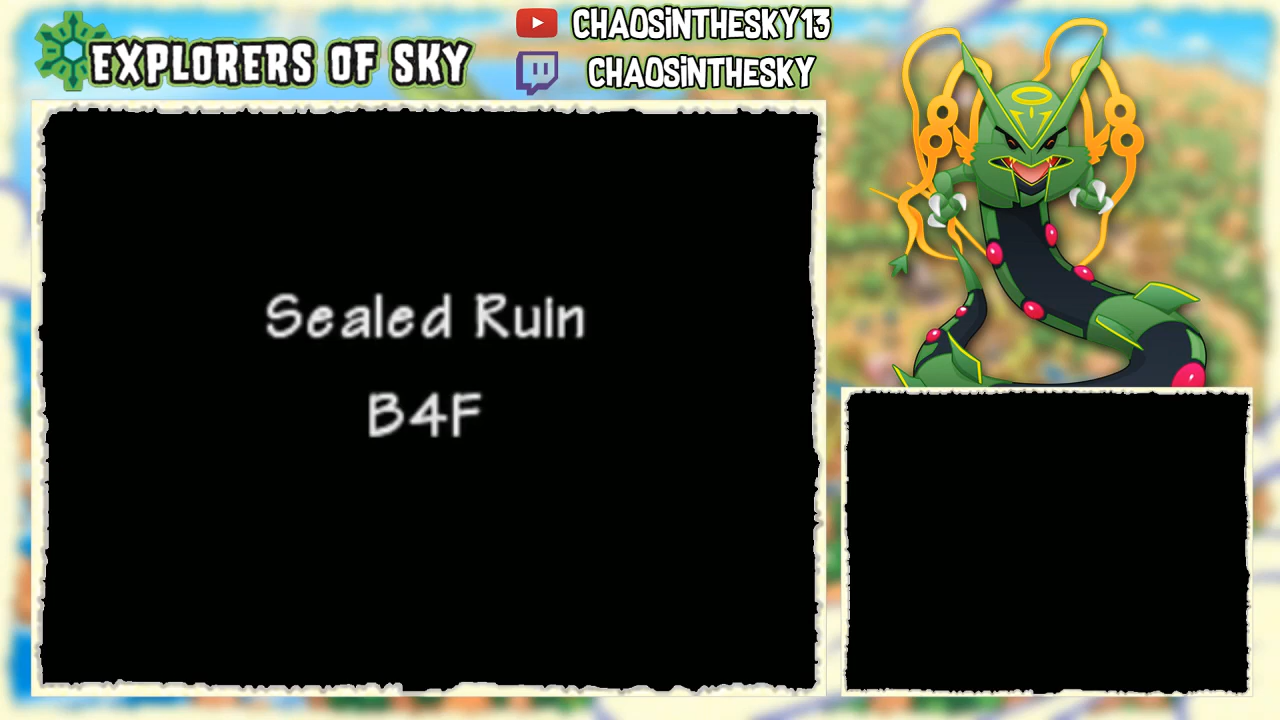 EXPLORERS OF SKY
CHAOSINTHESKY13
CHAOSINTHESKY
Sealed Ruin
B4F